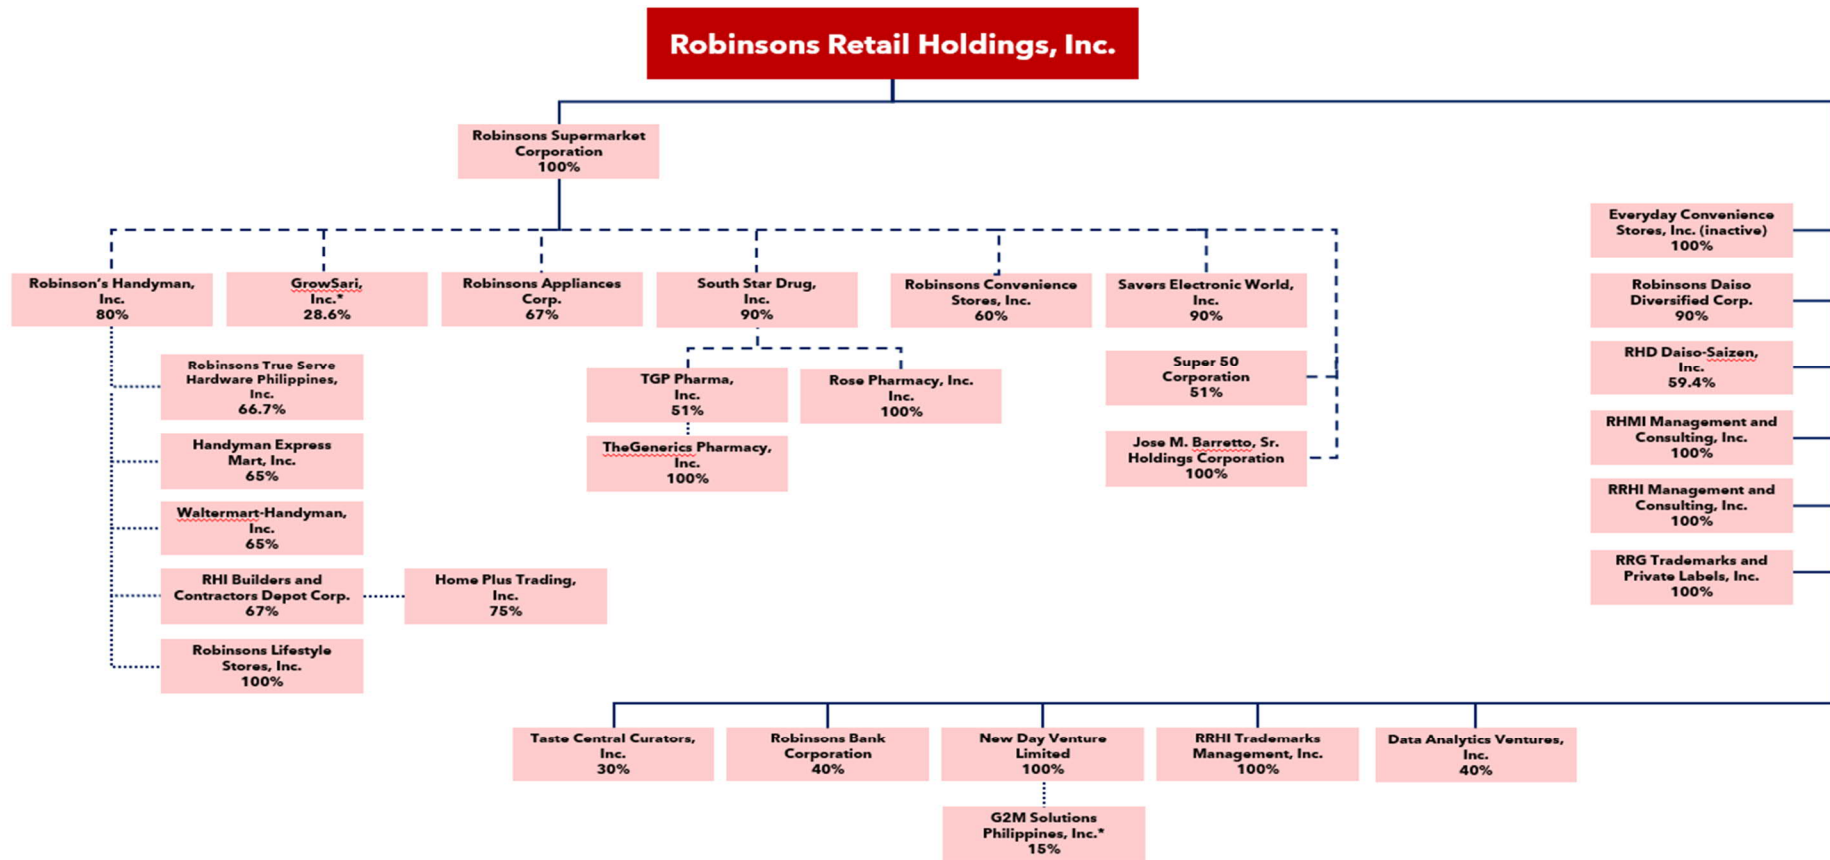 Robinsons Retail Holdings, Inc.
Robinsons Supermarket
Corporation
100%
Robinson’s Handyman,
Inc.
80%
GrowSari,
Inc.*
28.6%
Robinsons Appliances
Corp.
67%
South Star Drug,
Inc.
90%
Robinsons Convenience
Stores, Inc.
60%
Savers Electronic World,
Inc.
90%
Robinsons True Serve
Hardware Philippines,
Inc.
66.7%
Handyman Express
Mart, Inc.
65%
Waltermart-Handyman,
Inc.
65%
RHI Builders and
Contractors Depot Corp.
67%
Home Plus Trading,
Inc.
75%
Robinsons Lifestyle
Stores, Inc.
100%
TGP Pharma,
Inc.
51%
Rose Pharmacy, Inc.
Inc.
100%
TheGenerics Pharmacy,
Inc.
100%
Super 50
Corporation
51%
Jose M. Barretto, Sr.
Holdings Corporation
100%
Everyday Convenience
Stores, Inc. (inactive)
100%
Robinsons Daiso
Diversified Corp.
90%
RHD Daiso-Saizen,
Inc.
59.4%
RHMI Management and
Consulting, Inc.
100%
RRHI Management and
Consulting, Inc.
100%
RRG Trademarks and
Private Labels, Inc.
100%
Taste Central Curators,
Inc.
30%
Robinsons Bank
Corporation
40%
New Day Venture
Limited
100%
RRHI Trademarks
Management, Inc.
100%
Data Analytics Ventures,
Inc.
40%
G2M Solutions
Philippines, Inc.*
15%